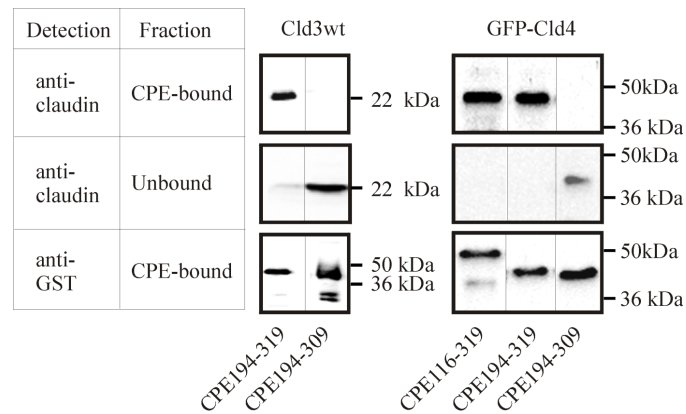 Detection Fraction Cld3wt GFP-Cld4
anti-claudin CPE-bound 22 kDa 50kDa 36 kDa
anti-claudin Unbound 22 kDa 50kDa 36 kDa
anti-GST CPE-bound 50 kDa 36 kDa 50kDa 36 kDa
CPE194-319 CPE194-309 CPE116-319 CPE194-319 CPE194-309